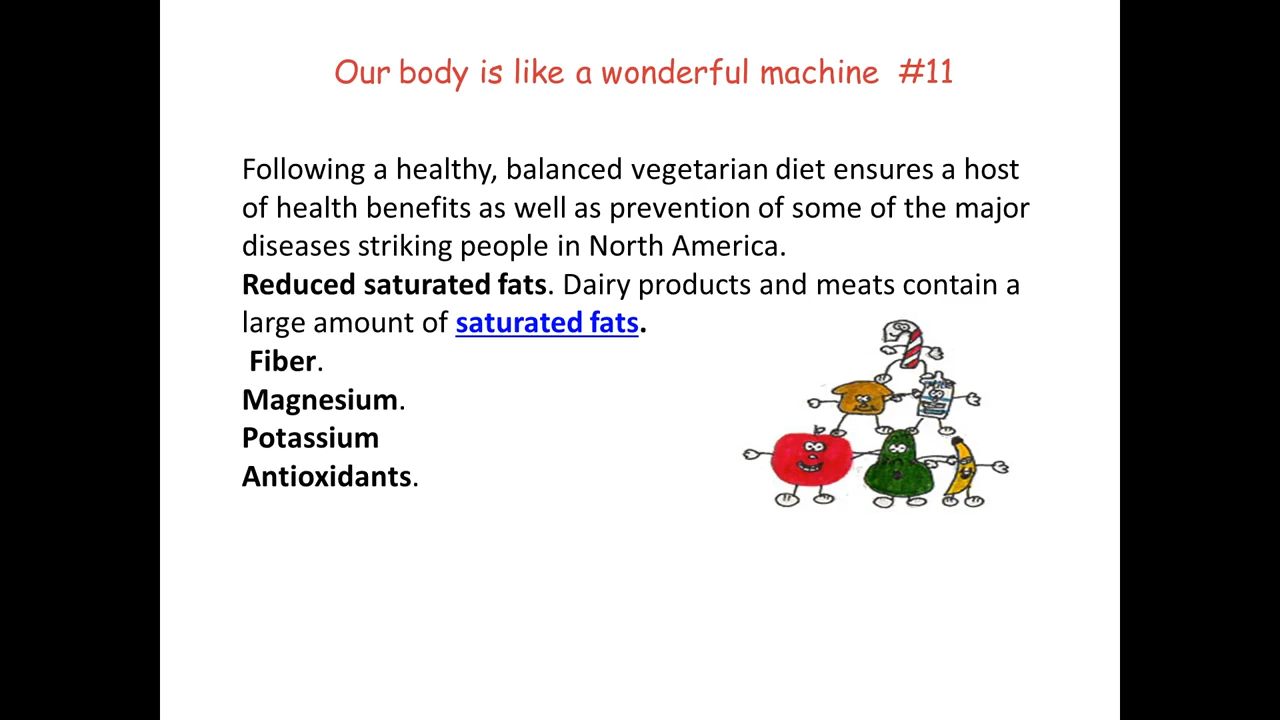 Our body is like a wonderful machine #11
Following a healthy, balanced vegetarian diet ensures a host
of health benefits as well as prevention of some of the major
diseases striking people in North America.
Reduced saturated fats. Dairy products and meats contain a
large amount of saturated fats.
Fiber.
Magnesium.
Potassium
Antioxidants.